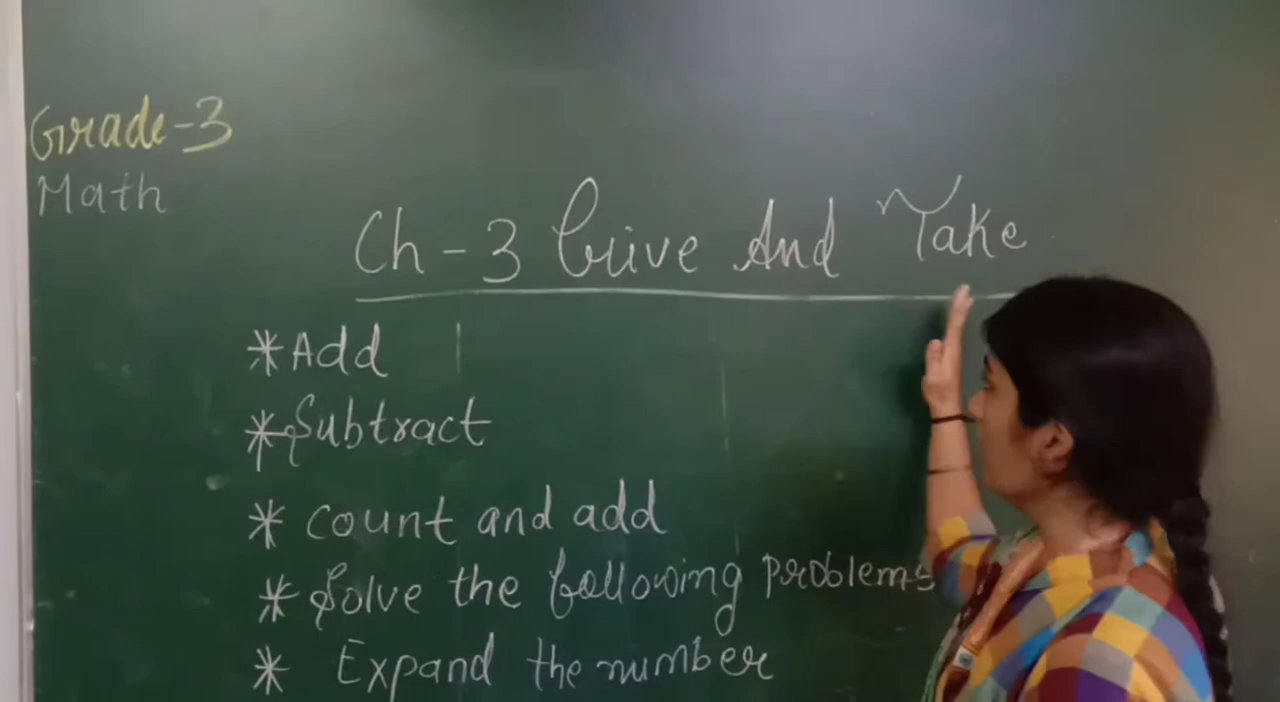 Grade-3
Math
Ch-3 Give And Take
* Add
* Subtract
* count and add
* Solve the following problems
* Expand the number